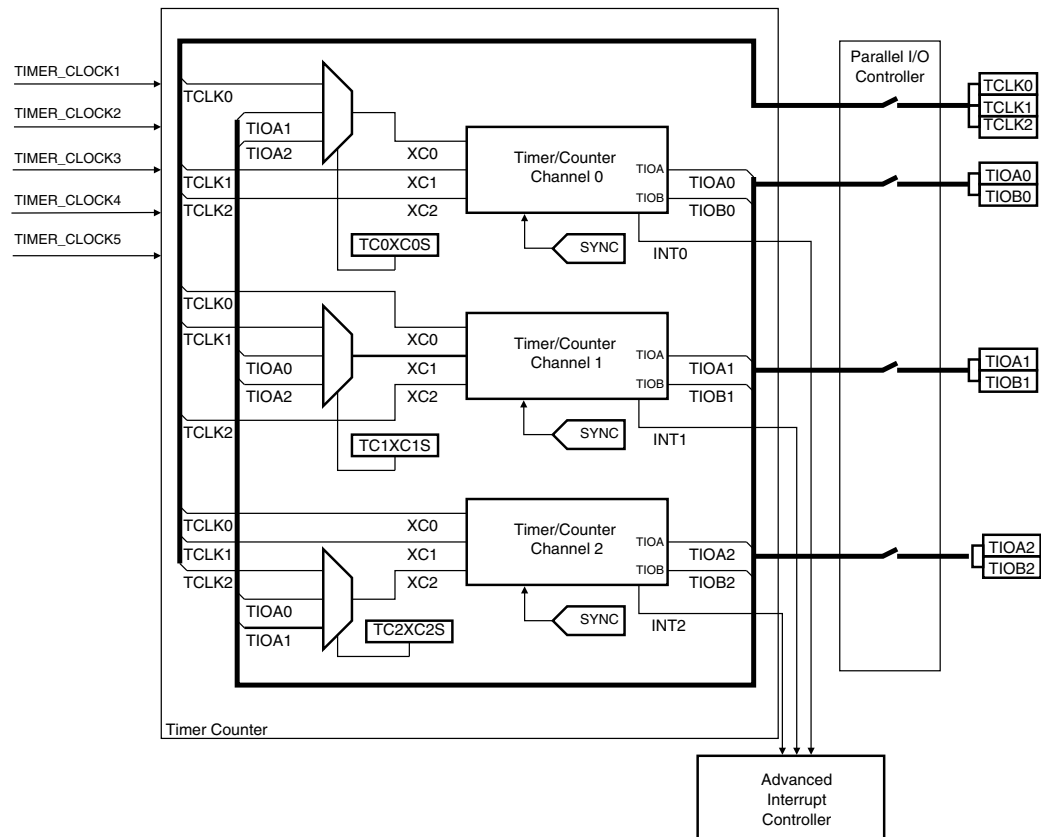 TIMER_CLOCK1
TIMER_CLOCK2
TIMER_CLOCK3
TIMER_CLOCK4
TIMER_CLOCK5
TCLK0
TIOA1
TIOA2
TCLK1
TCLK2
XC0
XC1
XC2
TC0XC0S
Timer/Counter
Channel 0
TIOA
TIOB
TIOA0
TIOB0
SYNC
INT0
TCLK0
TCLK1
TIOA0
TIOA2
TCLK2
XC0
XC1
XC2
TC1XC1S
Timer/Counter
Channel 1
TIOA
TIOB
TIOA1
TIOB1
SYNC
INT1
TCLK0
TCLK1
TCLK2
TIOA0
TIOA1
XC0
XC1
XC2
TC2XC2S
Timer/Counter
Channel 2
TIOA
TIOB
TIOA2
TIOB2
SYNC
INT2
Timer Counter
Parallel I/O
Controller
TCLK0
TCLK1
TCLK2
TIOA0
TIOB0
TIOA1
TIOB1
TIOA2
TIOB2
Advanced
Interrupt
Controller